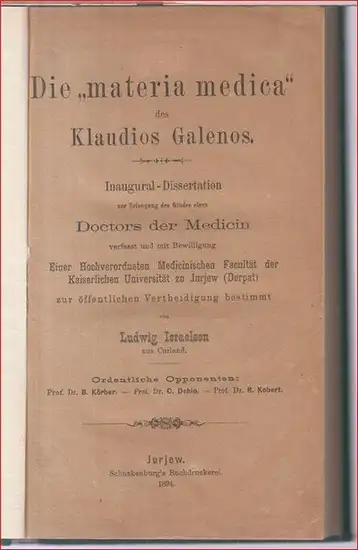 Die „materia medica“
des
Klaudios Galenos.
Inaugural-Dissertation
zur Erlangung des Grades eines
Doctors der Medicin
verfasst und mit Bewilligung
Einer Hochverordneten Medicinischen Facultät der
Kaiserlichen Universität zu Jurjew (Dorpat)
zur öffentlichen Vertheidigung bestimmt
von
Ludwig Israelson
aus Curland.
Ordentliche Opponenten:
Prof. Dr. B. Körber. — Prof. Dr. C. Dehio. — Prof. Dr. R. Kobert.
Jurjew.
Schnakenburg's Buchdruckerei.
1894.